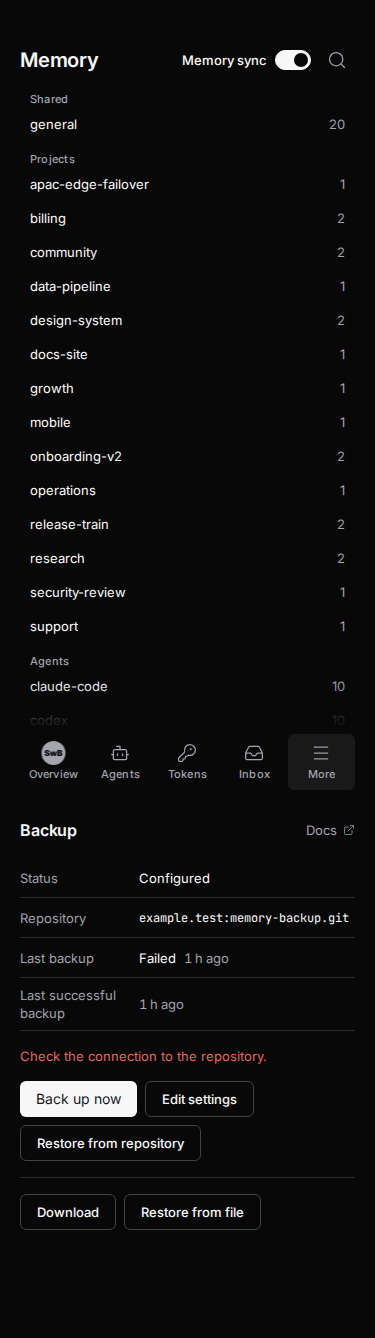 Memory
Memory sync
Shared
general 20
Projects
apac-edge-failover 1
billing 2
community 2
data-pipeline 1
design-system 2
docs-site 1
growth 1
mobile 1
onboarding-v2 2
operations 1
release-train 2
research 2
security-review 1
support 1
Agents
claude-code 10
codex 10
SwB
Overview Agents Tokens Inbox More
Backup
Docs
Status Configured
Repository example.test:memory-backup.git
Last backup Failed 1 h ago
Last successful
backup
1 h ago
Check the connection to the repository.
Back up now Edit settings
Restore from repository
Download Restore from file